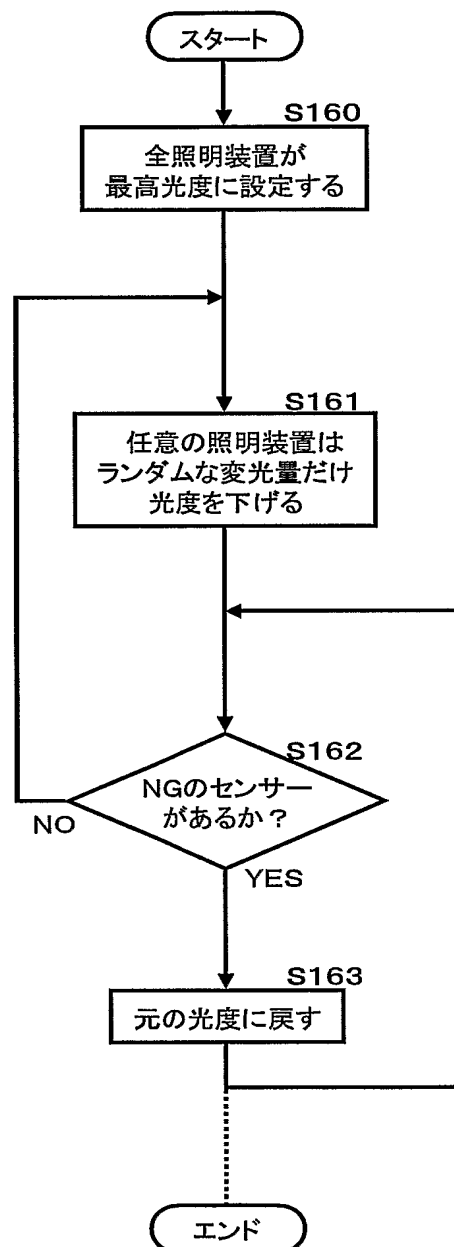 スタート
S160
全照明装置が
最高光度に設定する
S161
任意の照明装置は
ランダムな変光量だけ
光度を下げる
S162
NGのセンサー
があるか？
NO
YES
S163
元の光度に戻す
エンド